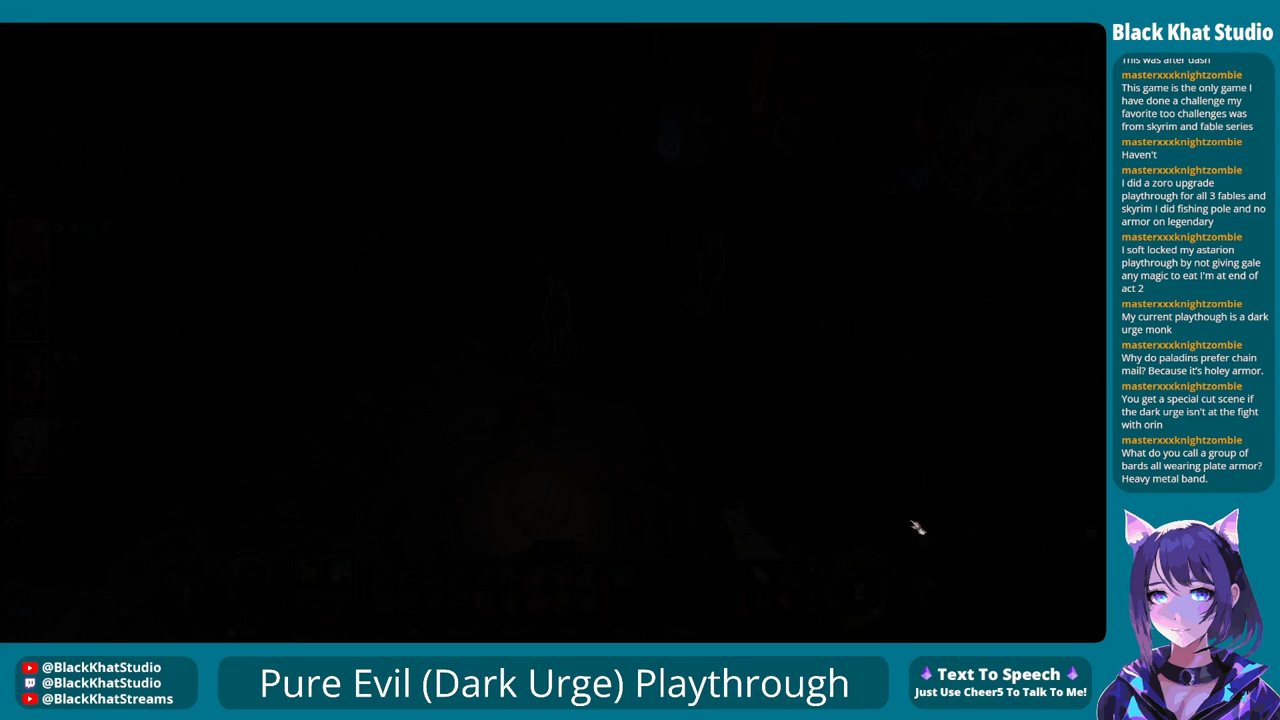 Black Khat Studio
This was after dash
masterxxxknightzombie
This game is the only game I
have done a challenge my
favorite too challenges was
from skyrim and fable series
masterxxxknightzombie
Haven't
masterxxxknightzombie
I did a zoro upgrade
playthrough for all 3 fables and
skyrim I did fishing pole and no
armor on legendary
masterxxxknightzombie
I soft locked my astarion
playthrough by not giving gale
any magic to eat I'm at end of
act 2
masterxxxknightzombie
My current playthough is a dark
urge monk
masterxxxknightzombie
Why do paladins prefer chain
mail? Because it's holey armor.
masterxxxknightzombie
You get a special cut scene if
the dark urge isn't at the fight
with orin
masterxxxknightzombie
What do you call a group of
bards all wearing plate armor?
Heavy metal band.
@BlackKhatStudio
@BlackKhatStudio
@BlackKhatStreams
Pure Evil (Dark Urge) Playthrough
Text To Speech
Just Use Cheer5 To Talk To Me!